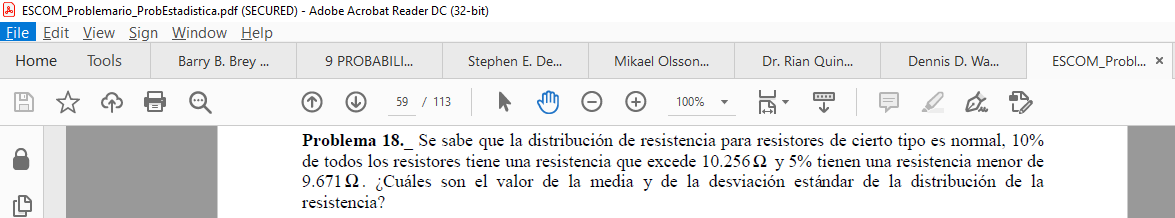 ESCOM_Problemario_ProbEstadistica.pdf (SECURED) - Adobe Acrobat Reader DC (32-bit)
File Edit View Sign Window Help
Home Tools Barry B. Brey ... 9 PROBABILI... Stephen E. De... Mikael Olsson... Dr. Rian Quin... Dennis D. Wa... ESCOM_Probl... ×
59 / 113 100%
Problema 18._ Se sabe que la distribución de resistencia para resistores de cierto tipo es normal, 10%
de todos los resistores tiene una resistencia que excede 10.256 Ω y 5% tienen una resistencia menor de
9.671 Ω. ¿Cuáles son el valor de la media y de la desviación estándar de la distribución de la
resistencia?